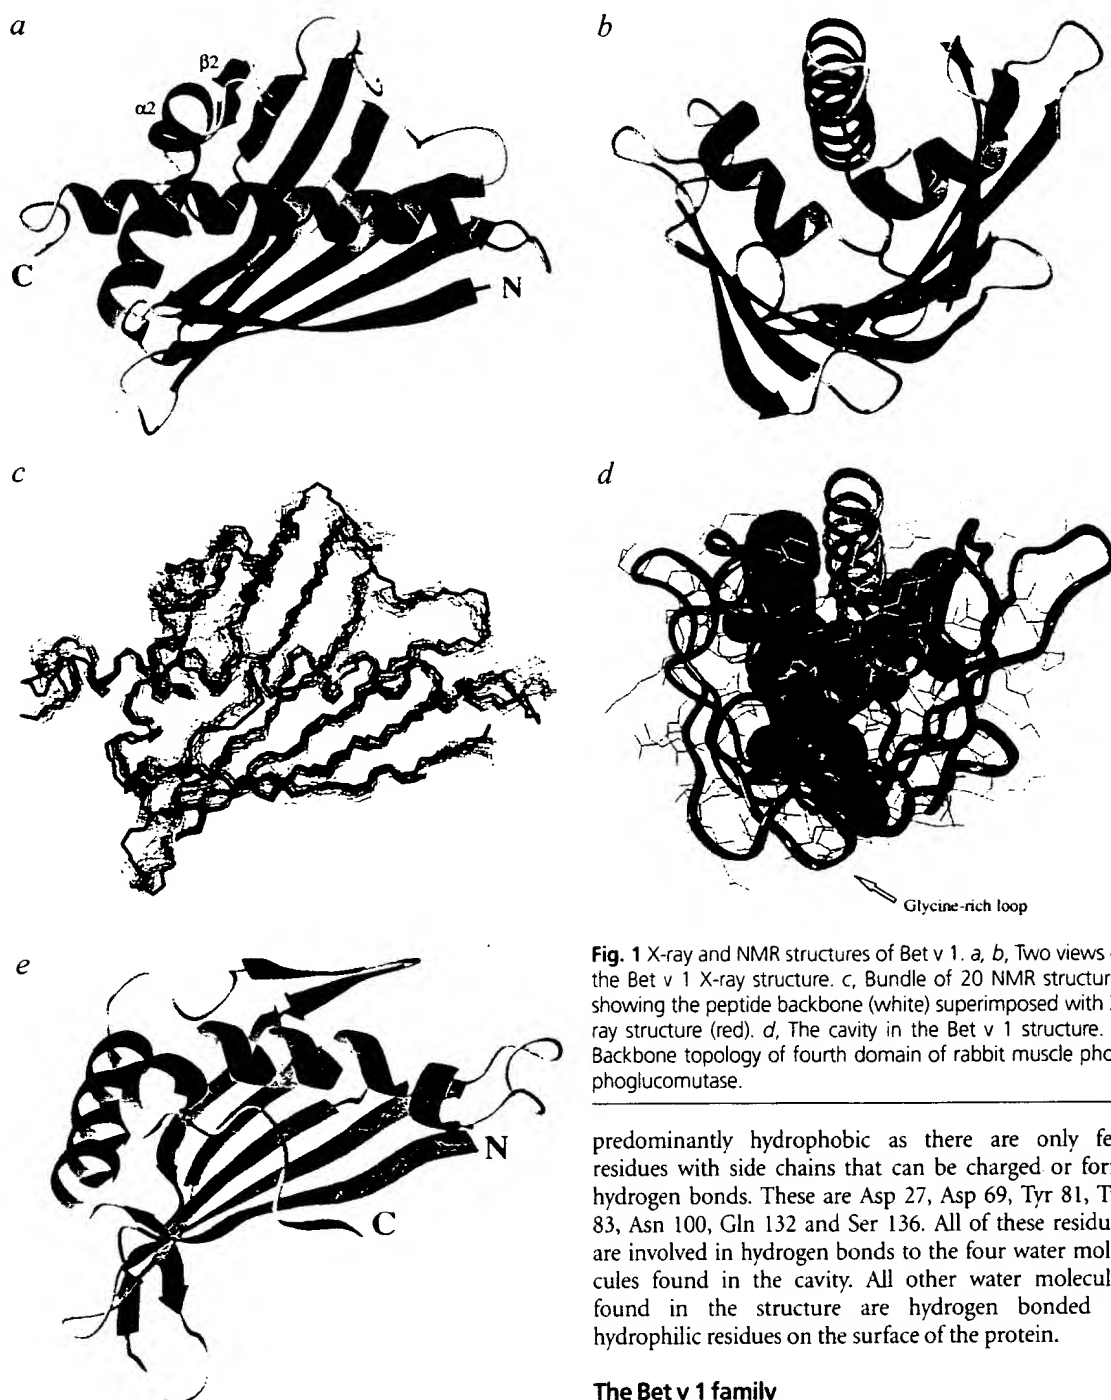 a
b
β2
α2
C
N
c
d
Glycine-rich loop
e
N
C
Fig. 1 X-ray and NMR structures of Bet v 1. a, b, Two views
the Bet v 1 X-ray structure. c, Bundle of 20 NMR
showing the peptide backbone (white) superimposed with
ray structure (red). d, The cavity in the Bet v 1 structure.
Backbone topology of fourth domain of rabbit muscle
phoglucomutase.
predominantly hydrophobic as there are only
residues with side chains that can be charged or
hydrogen bonds. These are Asp 27, Asp 69, Tyr 81,
83, Asn 100, Gln 132 and Ser 136. All of these
are involved in hydrogen bonds to the four water
cules found in the cavity. All other water
found in the structure are hydrogen bonded
hydrophilic residues on the surface of the protein.
The Bet v 1 family